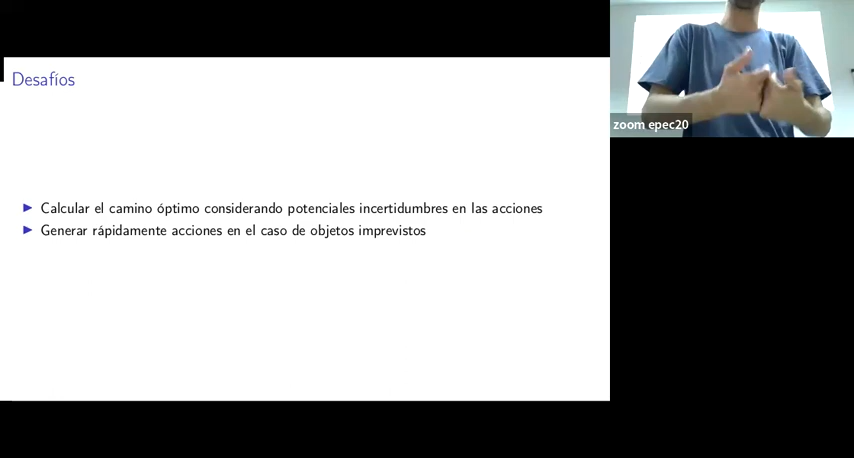 Desafíos
Calcular el camino óptimo considerando potenciales incertidumbres en las acciones
Generar rápidamente acciones en el caso de objetos imprevistos
zoom epec20